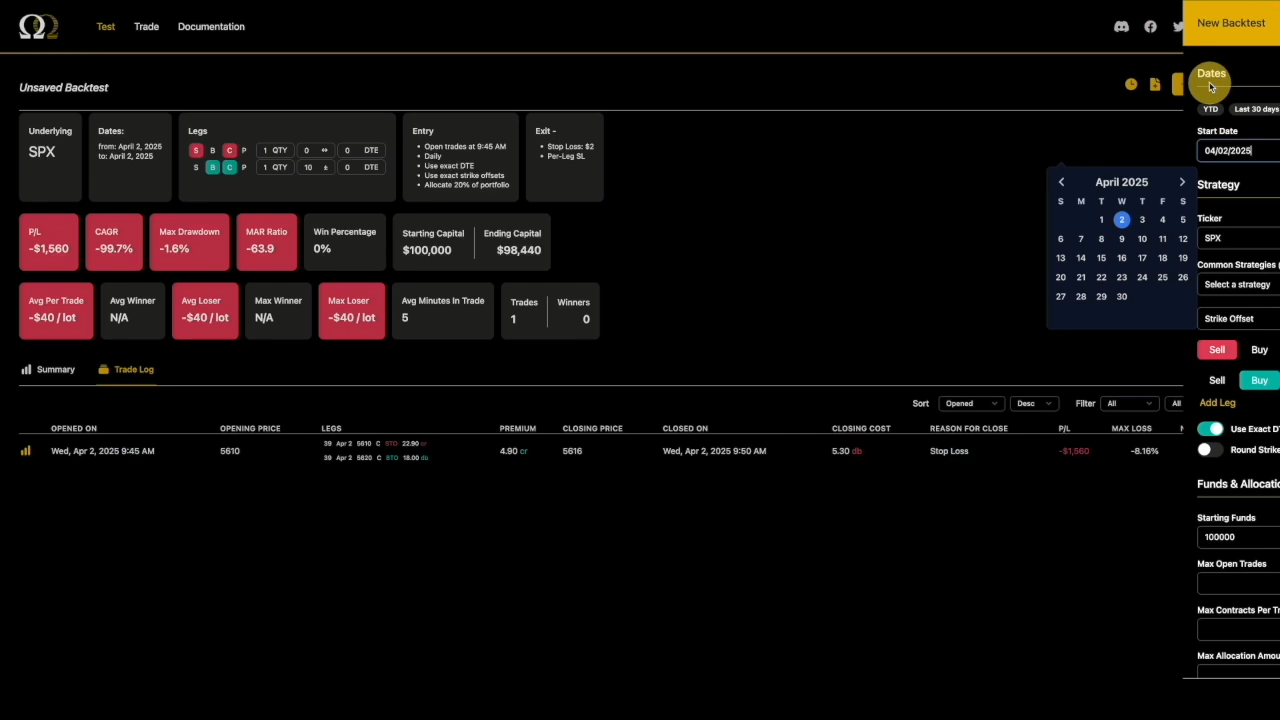 Test Trade Documentation
New Backtest
Unsaved Backtest
Dates
YTD Last 30 days
Start Date
04/02/2025
April 2025
S M T W T F S
1 2 3 4 5
6 7 8 9 10 11 12
13 14 15 16 17 18 19
20 21 22 23 24 25 26
27 28 29 30
Underlying
SPX
Dates:
from: April 2, 2025
to: April 2, 2025
Legs
S B C P 1 QTY 0 ↔ 0 DTE
S B C P 1 QTY 10 ± 0 DTE
Entry
• Open trades at 9:45 AM
• Daily
• Use exact DTE
• Use exact strike offsets
• Allocate 20% of portfolio
Exit -
• Stop Loss: $2
• Per-Leg SL
P/L
-$1,560
CAGR
-99.7%
Max Drawdown
-1.6%
MAR Ratio
-63.9
Win Percentage
0%
Starting Capital
$100,000
Ending Capital
$98,440
Avg Per Trade
-$40 / lot
Avg Winner
N/A
Avg Loser
-$40 / lot
Max Winner
N/A
Max Loser
-$40 / lot
Avg Minutes In Trade
5
Trades
1
Winners
0
Summary Trade Log
Sort Opened Desc Filter All All
OPENED ON OPENING PRICE LEGS PREMIUM CLOSING PRICE CLOSED ON CLOSING COST REASON FOR CLOSE P/L MAX LOSS
Wed, Apr 2, 2025 9:45 AM 5610 39 Apr 2 5610 C STO 22.90 cr 4.90 cr 5616 Wed, Apr 2, 2025 9:50 AM 5.30 db Stop Loss -$1,560 -8.16%
39 Apr 2 5620 C BTO 18.00 db
Strategy
Ticker
SPX
Common Strategies
Select a strategy
Strike Offset
Sell Buy
Sell Buy
Add Leg
Use Exact
Round Strike
Funds &
Starting Funds
100000
Max Open Trades
Max Contracts Per
Max Allocation